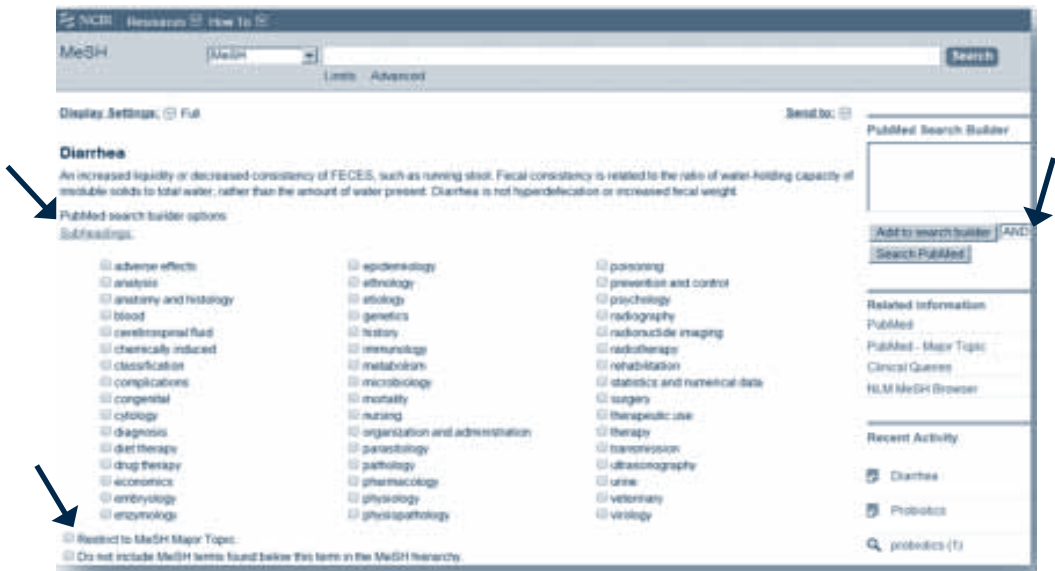 NCBI Resources How To
MeSH MeSH Search
Limits Advanced
Display Settings: Full Send to:
PubMed Search Builder
Diarrhea
An increased liquidity or decreased consistency of FECES, such as running stool. Fecal consistency is related to the ratio of water-holding capacity of
insoluble solids to total water, rather than the amount of water present. Diarrhea is not hyperdefecation or increased fecal weight.
PubMed search builder options
Subheadings:
Add to search builder AND
Search PubMed
adverse effects
analysis
anatomy and histology
blood
cerebrospinal fluid
chemically induced
classification
complications
congenital
cytology
diagnosis
diet therapy
drug therapy
economics
embryology
enzymology
epidemiology
ethnology
etiology
genetics
history
immunology
metabolism
microbiology
mortality
nursing
organization and administration
parasitology
pathology
pharmacology
physiology
physiopathology
poisoning
prevention and control
psychology
radiography
radionuclide imaging
radiotherapy
rehabilitation
statistics and numerical data
surgery
therapeutic use
therapy
transmission
ultrasonography
urine
veterinary
virology
Restrict to MeSH Major Topic.
Do not include MeSH terms found below this term in the MeSH hierarchy.
Related Information
PubMed
PubMed - Major Topic
Clinical Queries
NLM MeSH Browser
Recent Activity
Diarrhea
Probiotics
probiotics (1)